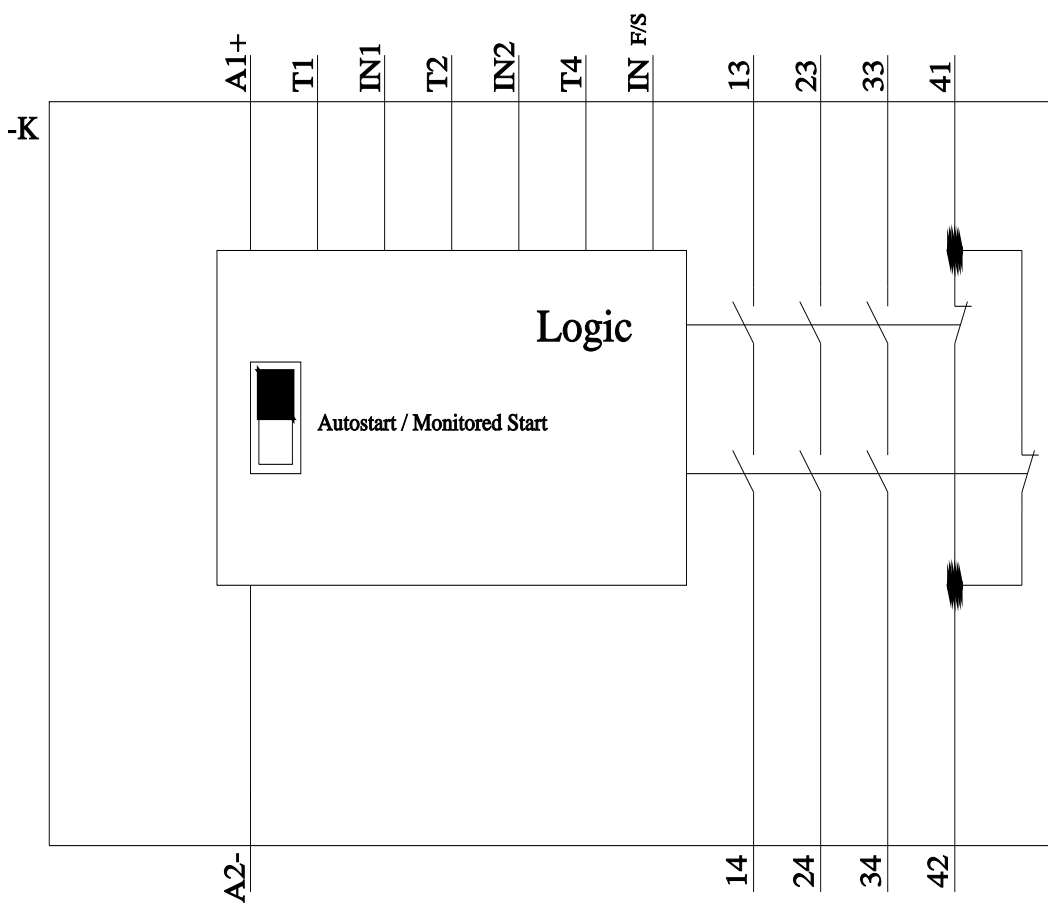 A1+
T1
IN1
T2
IN2
T4
IN F/S
13
23
33
41
-K
Logic
Autostart / Monitored Start
A2-
14
24
34
42